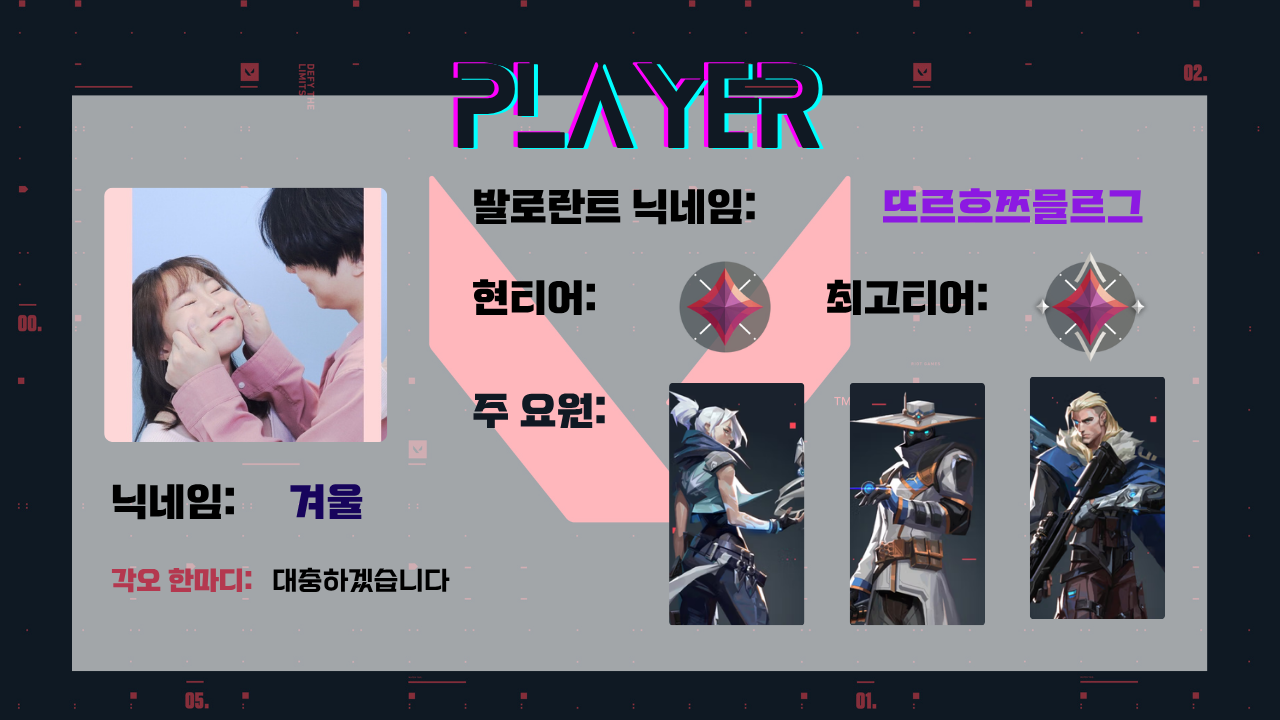 PLAYER
DEFY THE
LIMITS
02.
발로란트 닉네임: 뜨르흐쯔믈르그
현티어: 최고티어:
00.
주 요원:
TM
닉네임: 겨울
각오 한마디: 대충하겠습니다
05.
01.